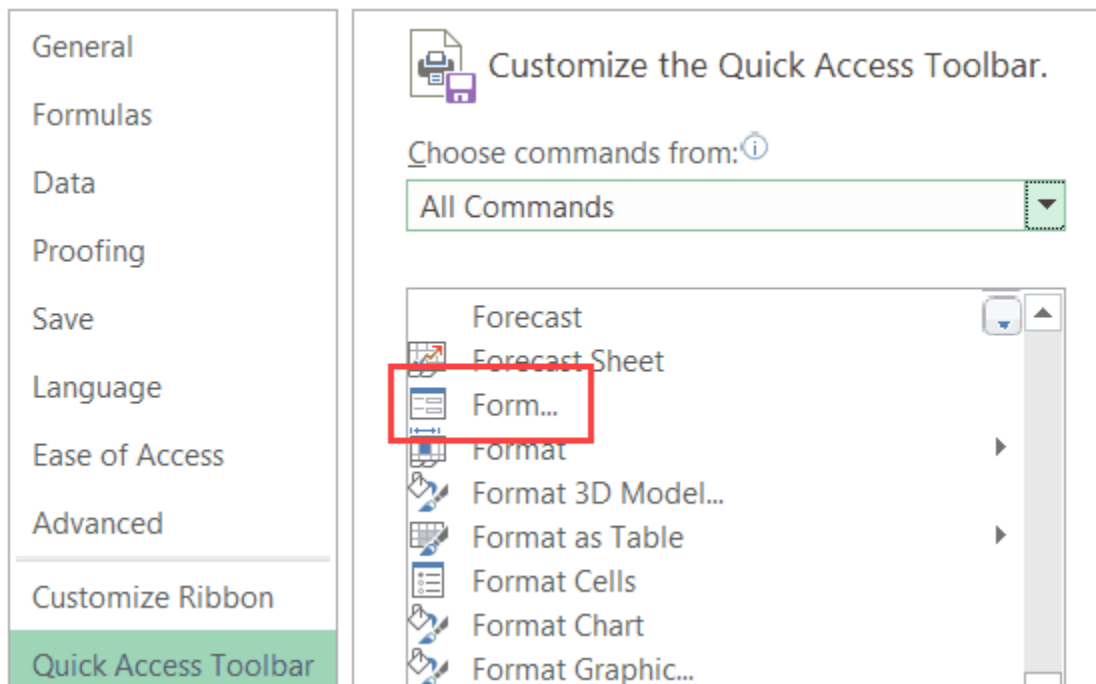 General
Formulas
Data
Proofing
Save
Language
Ease of Access
Advanced
Customize Ribbon
Quick Access Toolbar
Customize the Quick Access Toolbar.
Choose commands from:
All Commands
Forecast
Forecast Sheet
Form...
Format
Format 3D Model...
Format as Table
Format Cells
Format Chart
Format Graphic...